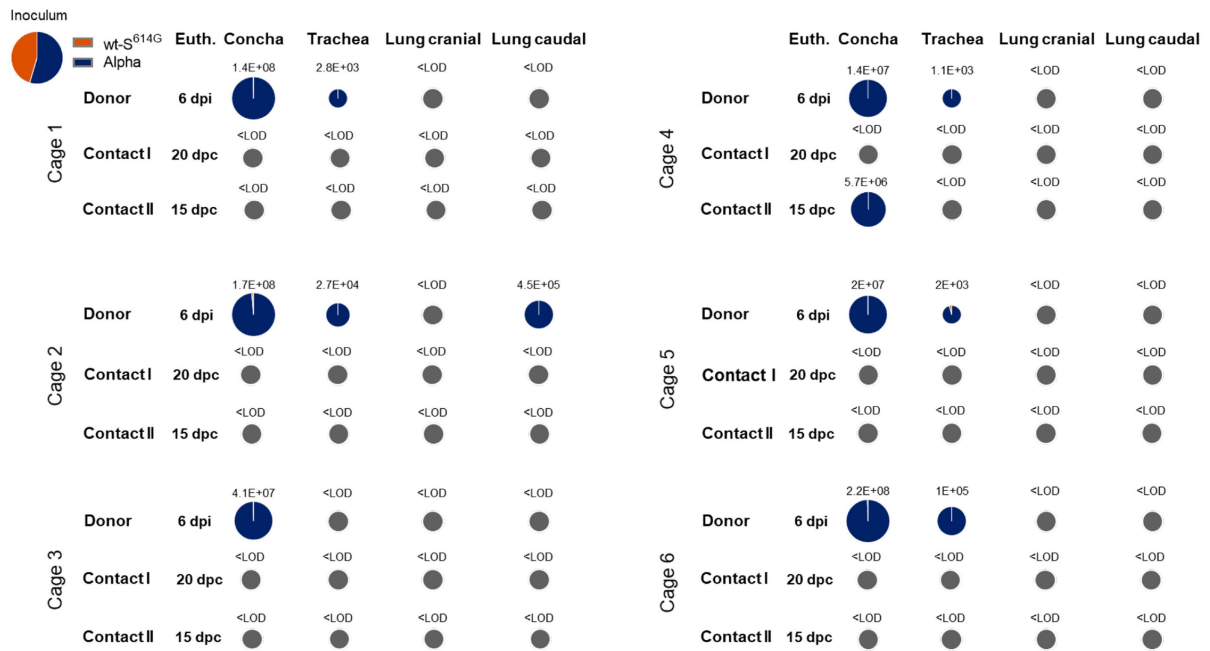 Inoculum
wt-S614G
Alpha
Euth. Concha Trachea Lung cranial Lung caudal
Cage 1
1.4E+08 2.8E+03 <LOD <LOD
Donor 6 dpi
<LOD <LOD <LOD <LOD
Contact I 20 dpc
<LOD <LOD <LOD <LOD
Contact II 15 dpc
Cage 2
1.7E+08 2.7E+04 <LOD 4.5E+05
Donor 6 dpi
<LOD <LOD <LOD <LOD
Contact I 20 dpc
<LOD <LOD <LOD <LOD
Contact II 15 dpc
Cage 3
4.1E+07 <LOD <LOD <LOD
Donor 6 dpi
<LOD <LOD <LOD <LOD
Contact I 20 dpc
<LOD <LOD <LOD <LOD
Contact II 15 dpc
Euth. Concha Trachea Lung cranial Lung caudal
Cage 4
1.4E+07 1.1E+03 <LOD <LOD
Donor 6 dpi
<LOD <LOD <LOD <LOD
Contact I 20 dpc
5.7E+06 <LOD <LOD <LOD
Contact II 15 dpc
Cage 5
2E+07 2E+03 <LOD <LOD
Donor 6 dpi
<LOD <LOD <LOD <LOD
Contact I 20 dpc
<LOD <LOD <LOD <LOD
Contact II 15 dpc
Cage 6
2.2E+08 1E+05 <LOD <LOD
Donor 6 dpi
<LOD <LOD <LOD <LOD
Contact I 20 dpc
<LOD <LOD <LOD <LOD
Contact II 15 dpc